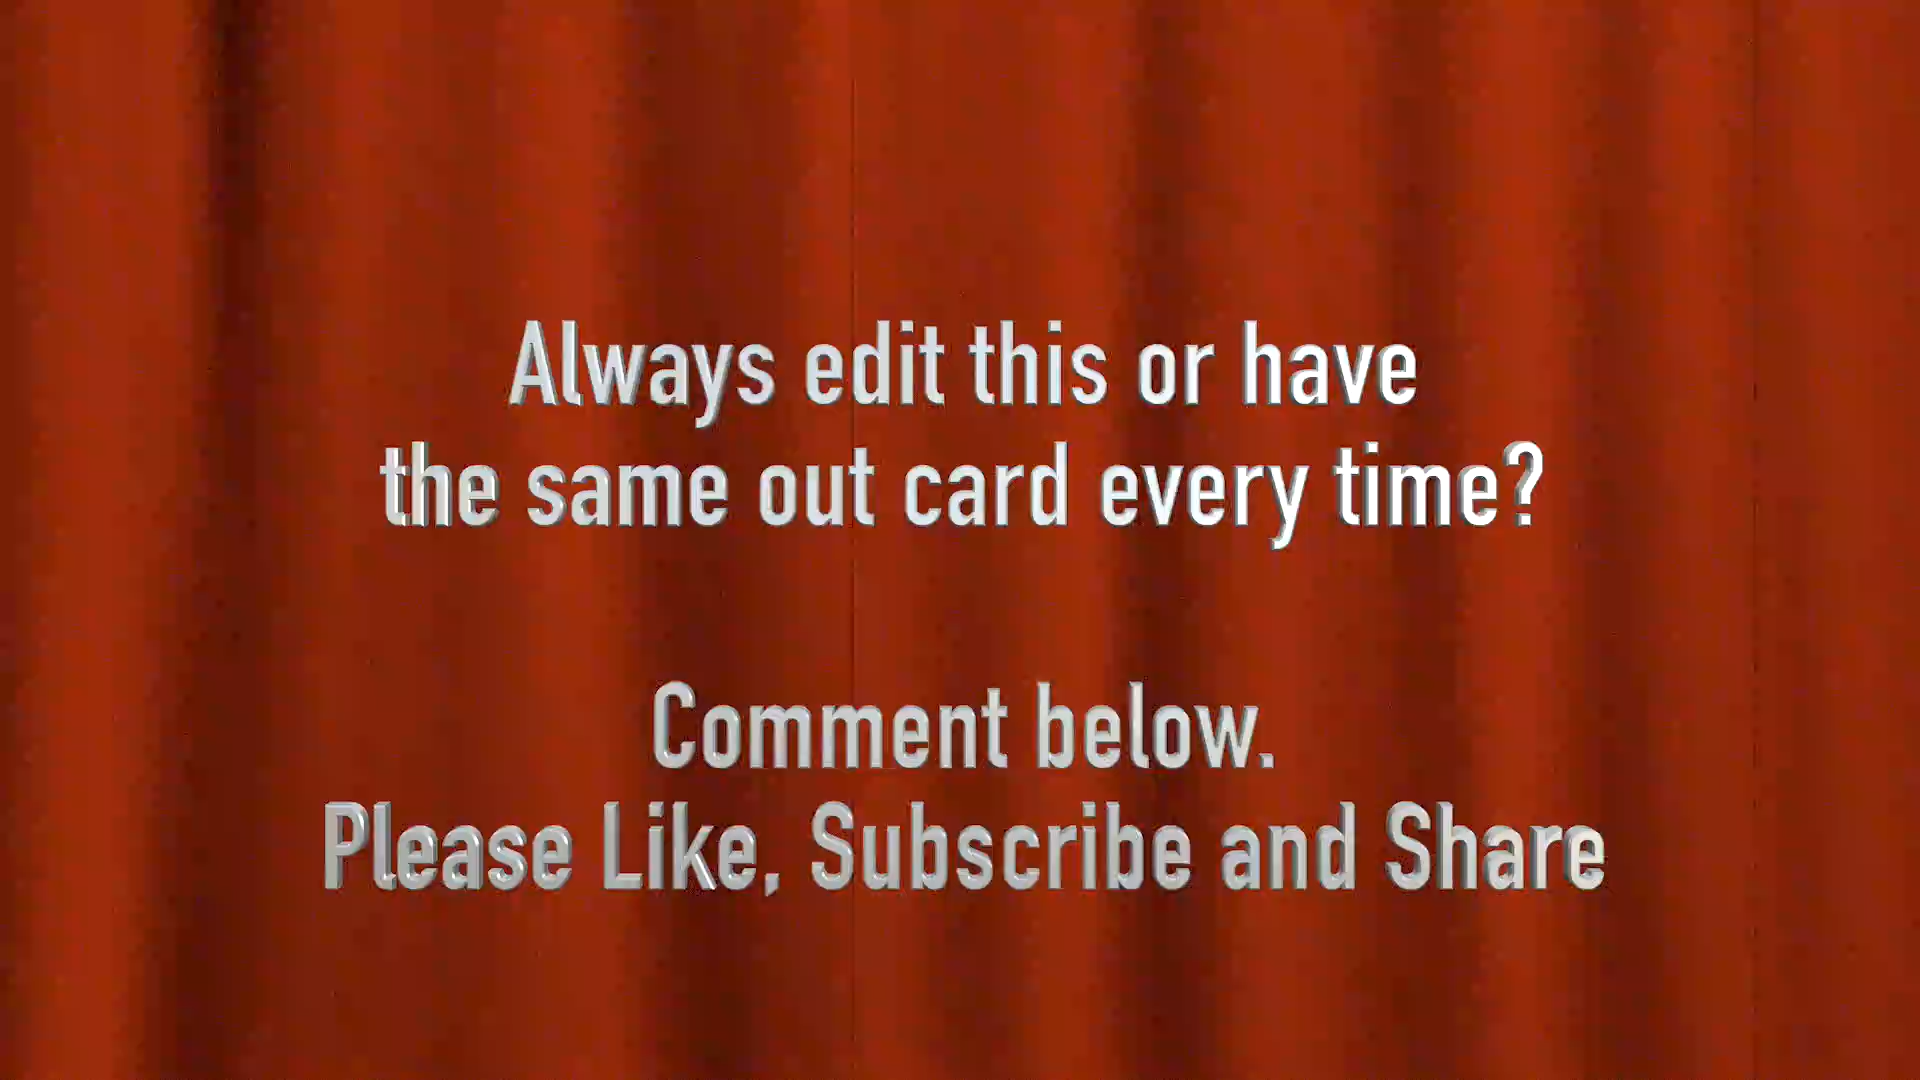 Always edit this or have
the same out card every time?
Comment below.
Please Like, Subscribe and Share